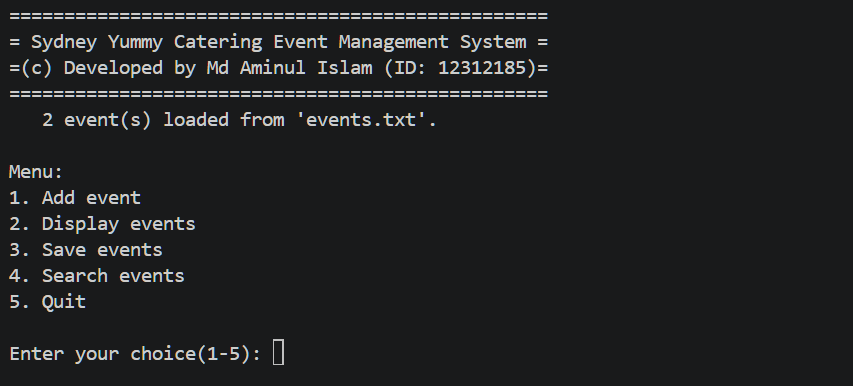 =================================================
= Sydney Yummy Catering Event Management System =
=(c) Developed by Md Aminul Islam (ID: 12312185)=
=================================================
   2 event(s) loaded from 'events.txt'.
Menu:
1. Add event
2. Display events
3. Save events
4. Search events
5. Quit
Enter your choice(1-5):